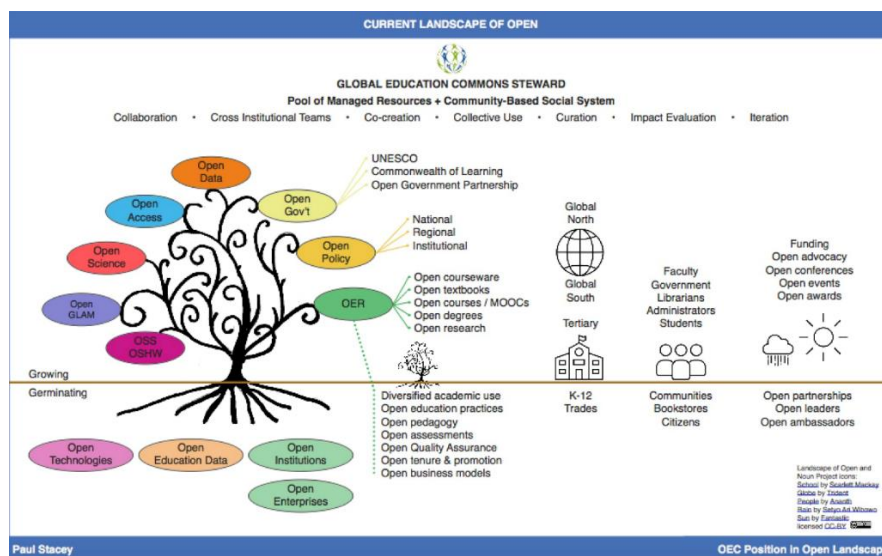 CURRENT LANDSCAPE OF OPEN
GLOBAL EDUCATION COMMONS STEWARD
Pool of Managed Resources + Community-Based Social System
Collaboration • Cross Institutional Teams • Co-creation • Collective Use • Curation • Impact Evaluation • Iteration
Open
Data
Open
Gov't
Open
Access
Open
Science
Open
Policy
Open
GLAM
OER
OSS
OSHW
UNESCO
Commonwealth of Learning
Open Government Partnership
National
Regional
Institutional
Open courseware
Open textbooks
Open courses / MOOCs
Open degrees
Open research
Global
North
Global
South
Tertiary
Faculty
Government
Librarians
Administrators
Students
Funding
Open advocacy
Open conferences
Open events
Open awards
Growing
Germinating
Diversified academic use
Open education practices
Open pedagogy
Open assessments
Open Quality Assurance
Open tenure & promotion
Open business models
K-12
Trades
Communities
Bookstores
Citizens
Open partnerships
Open leaders
Open ambassadors
Open
Technologies
Open
Education Data
Open
Institutions
Open
Enterprises
Landscape of Open and
Noun Project icons:
School by Scarlett Mckay
Globe by Trident
People by Ananth
Rain by Setyo Ari Wibowo
Sun by Fantastic
licensed CC-BY
Paul Stacey
OEC Position in Open Landscap